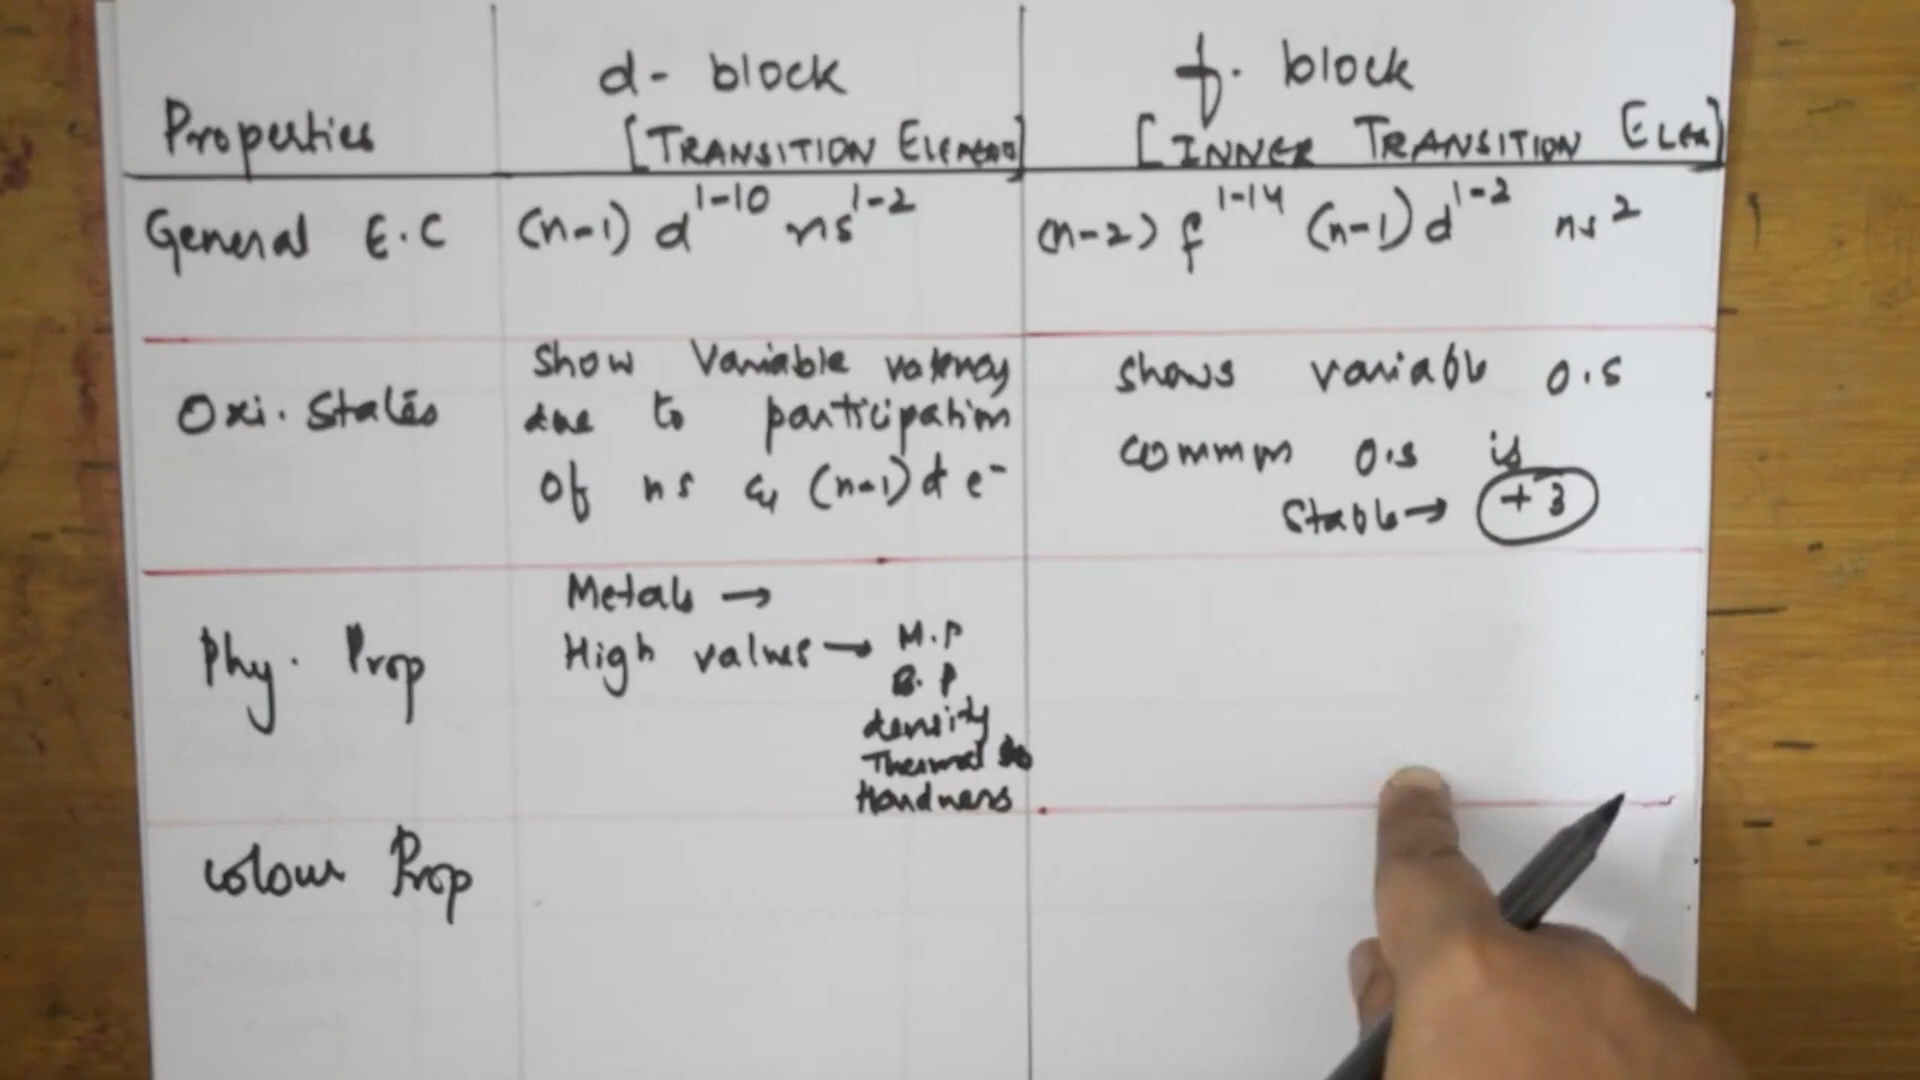 Properties
d- block
[TRANSITION Elements]
f- block
[INNER TRANSITION Elem]
General E.C
(n-1) d¹⁻¹⁰ ns¹⁻²
(n-2) f¹⁻¹⁴ (n-1) d¹⁻² ns²
Oxi. States
Show Variable valency
due to participation
of ns & (n-1) d e⁻
shows variable O.S
common O.S is
Stable → +3
Phy. Prop
Metals →
High values → M.P
B.P
density
Thermal
Hardness
Colour Prop